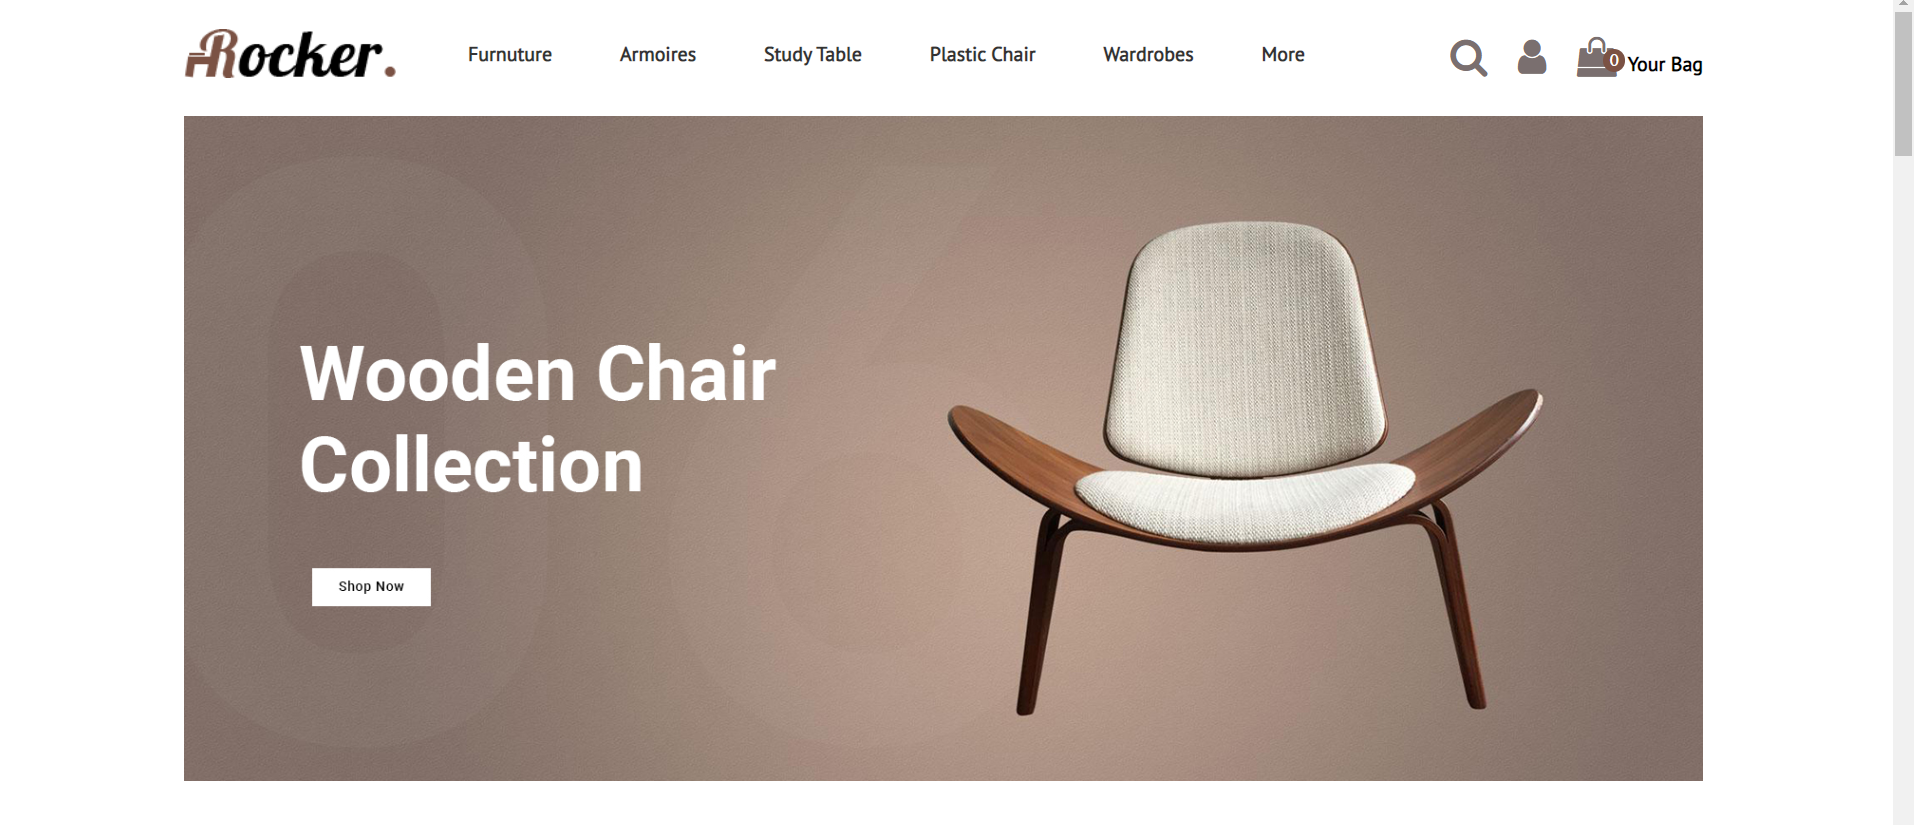 Rocker.
Furnuture Armoires Study Table Plastic Chair Wardrobes More
0 Your Bag
Wooden Chair
Collection
Shop Now